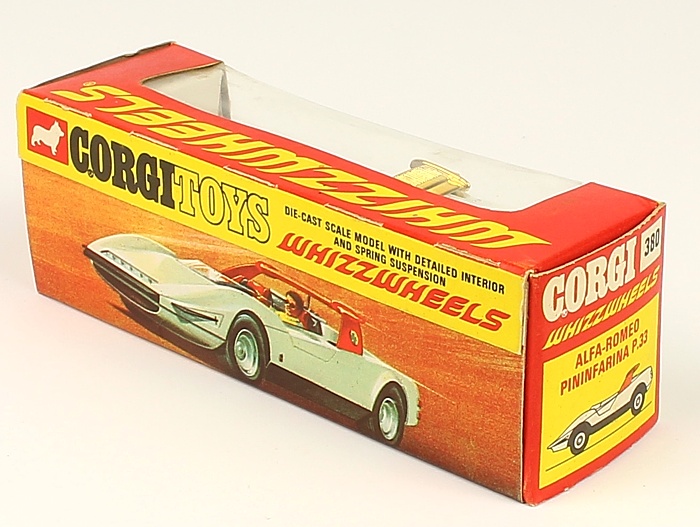 WHIZZWHEELS
CORGI TOYS
DIE-CAST SCALE MODEL WITH DETAILED INTERIOR
AND SPRING SUSPENSION
WHIZZWHEELS
CORGI 380
WHIZZWHEELS
ALFA-ROMEO
PININFARINA P.33